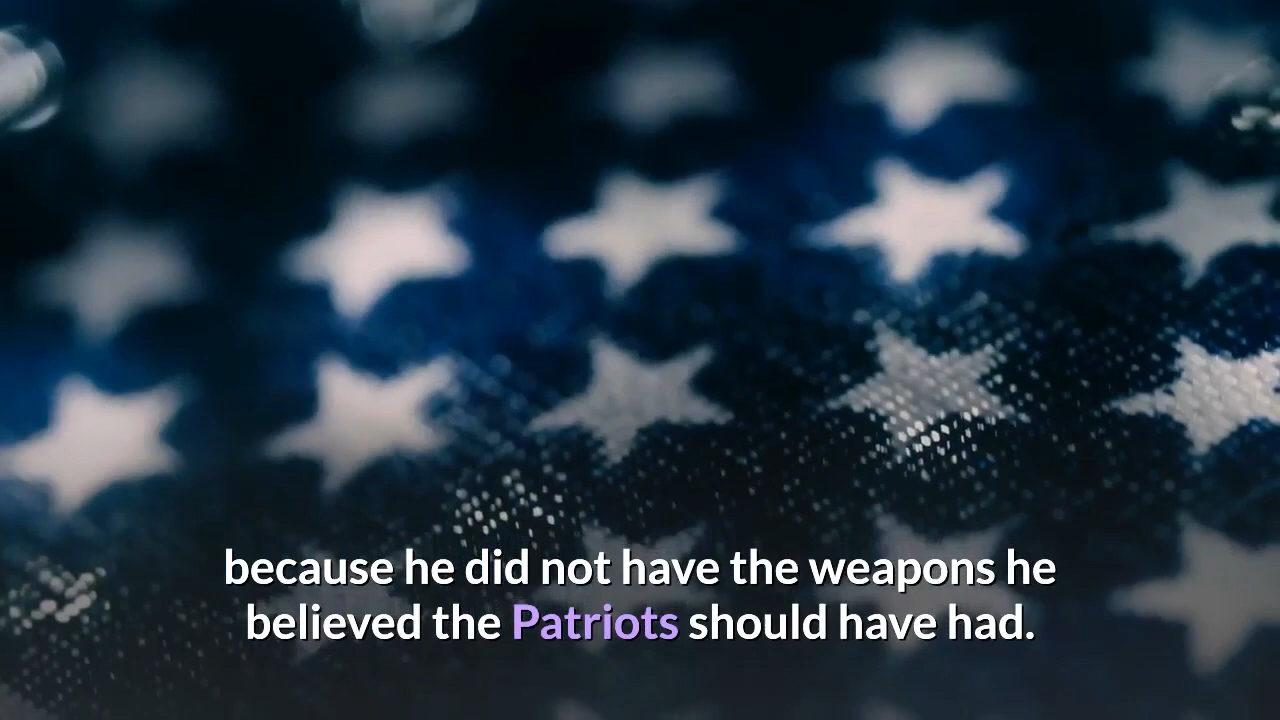 because he did not have the weapons he
believed the Patriots should have had.